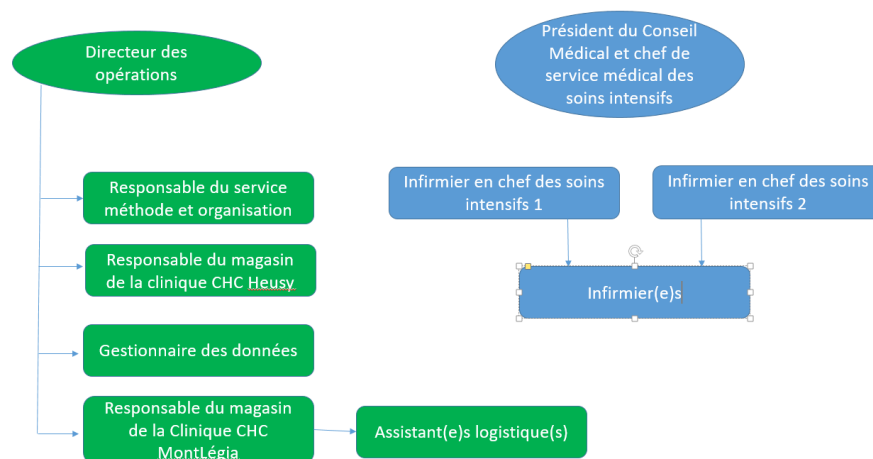 Directeur des
opérations
Président du Conseil
Médical et chef de
service médical des
soins intensifs
Responsable du service
méthode et organisation
Infirmier en chef des soins
intensifs 1
Infirmier en chef des soins
intensifs 2
Responsable du magasin
de la clinique CHC Heusy
Infirmier(e)s
Gestionnaire des données
Responsable du magasin
de la Clinique CHC
MontLégia
Assistant(e)s logistique(s)